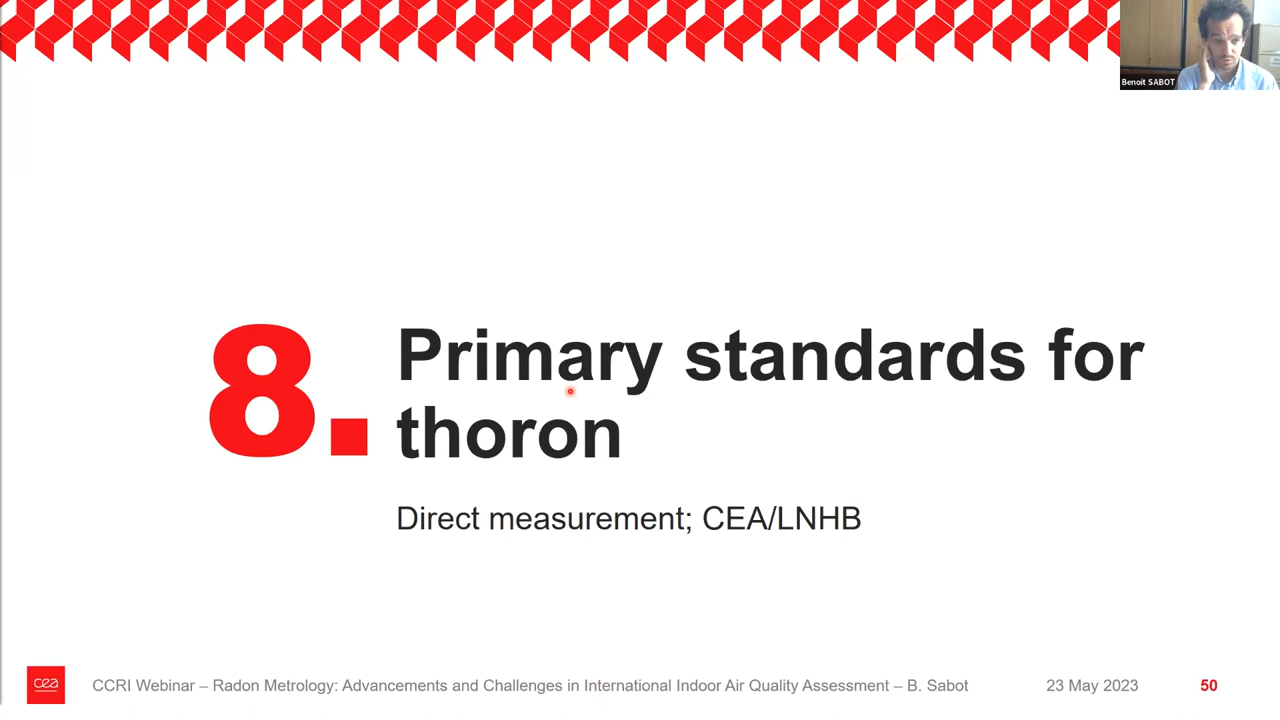 Benoit SABOT
8.
Primary standards for
thoron
Direct measurement; CEA/LNHB
cea
CCRI Webinar – Radon Metrology: Advancements and Challenges in International Indoor Air Quality Assessment – B. Sabot
23 May 2023
50